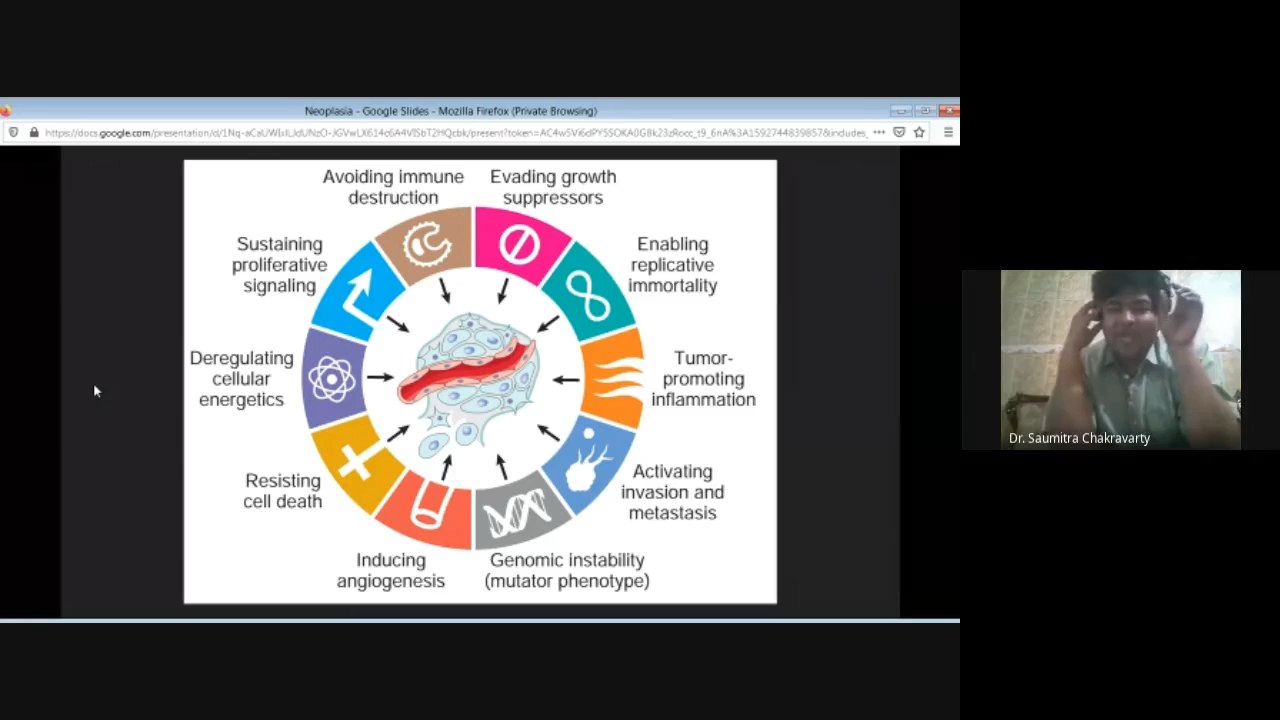 Neoplasia - Google Slides - Mozilla Firefox (Private Browsing)
Avoiding immune
destruction
Evading growth
suppressors
Sustaining
proliferative
signaling
Enabling
replicative
immortality
Deregulating
cellular
energetics
Tumor-
promoting
inflammation
Resisting
cell death
Activating
invasion and
metastasis
Inducing
angiogenesis
Genomic instability
(mutator phenotype)
Dr. Saumitra Chakravarty